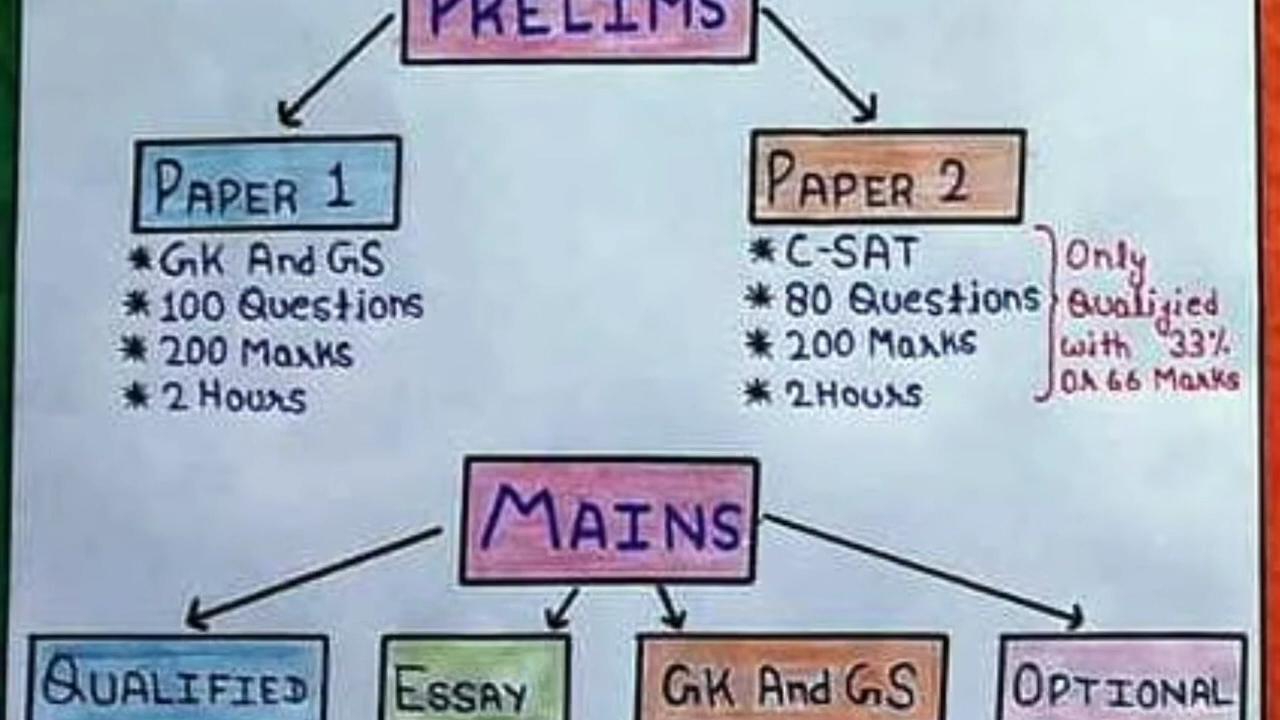 PRELIMS
PAPER 1
* GK And GS
* 100 Questions
* 200 Marks
* 2 Hours
PAPER 2
* C-SAT
* 80 Questions
* 200 Marks
* 2 Hours
Only
Qualified
with 33%
Or 66 Marks
MAINS
QUALIFIED
ESSAY
GK And GS
OPTIONAL